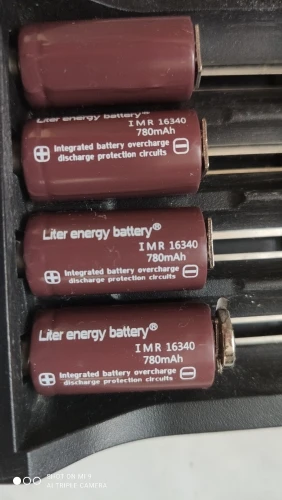 Liter energy battery
IMR 16340
780mAh
Integrated battery overcharge
discharge protection circuits
Liter energy battery®
IMR 16340
780mAh
Integrated battery overcharge
discharge protection circuits
Liter energy battery®
IMR 16340
780mAh
Integrated battery overcharge
discharge protection circuits
SHOT ON MI 9
AI TRIPLE CAMERA